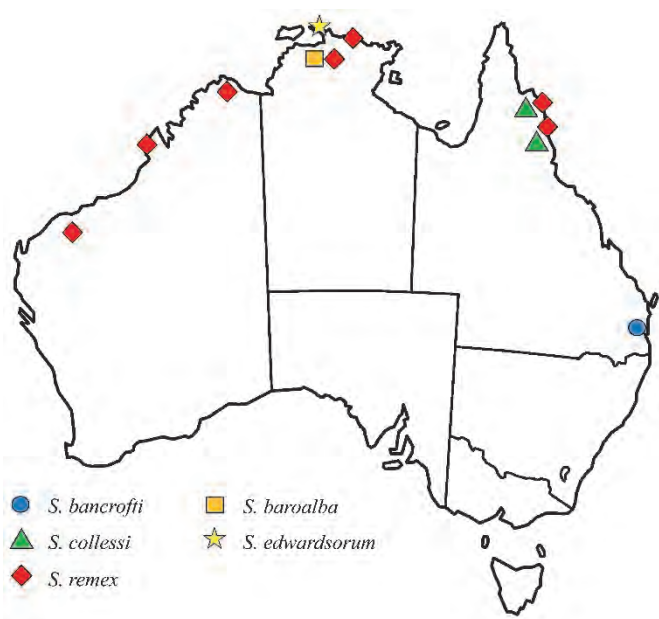 S. bancrofti
S. baroalba
S. collessi
S. edwardsorum
S. remex